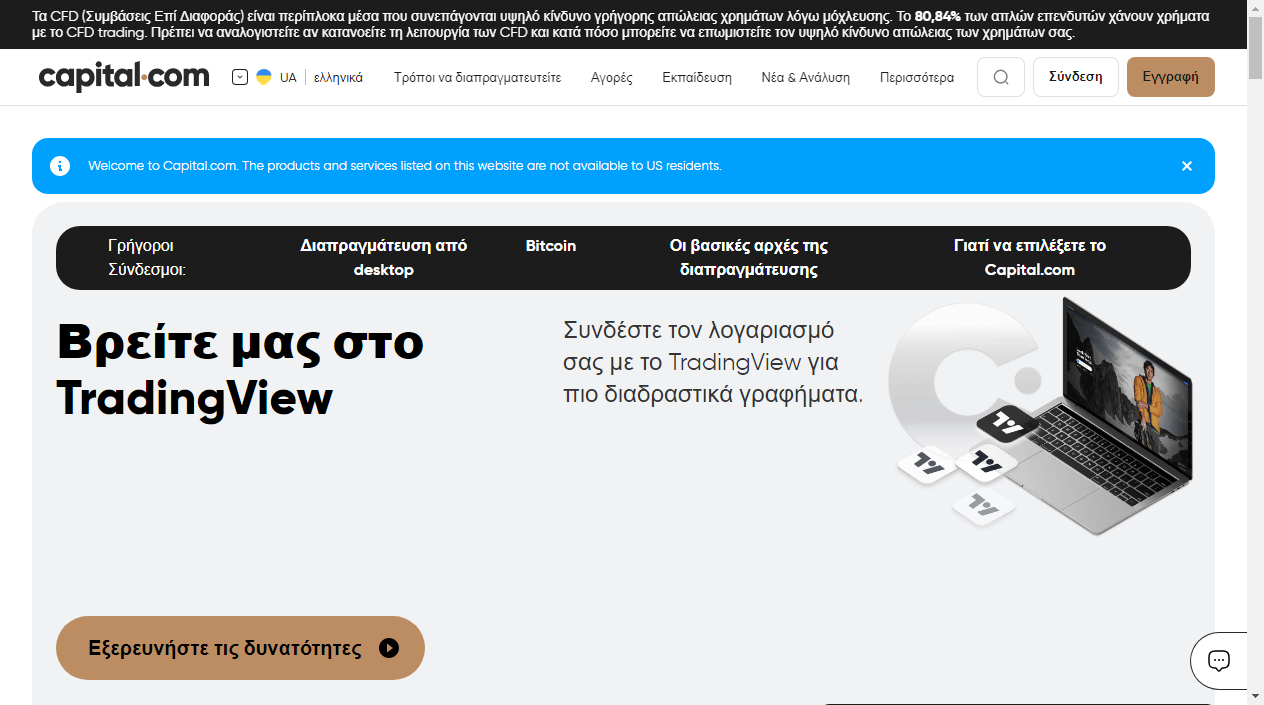 Τα CFD (Συμβάσεις Επί Διαφοράς) είναι περίπλοκα μέσα που συνεπάγονται υψηλό κίνδυνο γρήγορης απώλειας χρημάτων λόγω μόχλευσης. Το 80,84% των απλών επενδυτών χάνουν χρήματα
με το CFD trading. Πρέπει να αναλογιστείτε αν κατανοείτε τη λειτουργία των CFD και κατά πόσο μπορείτε να επωμιστείτε τον υψηλό κίνδυνο απώλειας των χρημάτων σας.
capital.com UA ελληνικά Τρόποι να διαπραγματευτείτε Αγορές Εκπαίδευση Νέα & Ανάλυση Περισσότερα Σύνδεση Εγγραφή
Welcome to Capital.com. The products and services listed on this website are not available to US residents.
Γρήγοροι
Σύνδεσμοι:
Διαπραγμάτευση από
desktop
Bitcoin
Οι βασικές αρχές της
διαπραγμάτευσης
Γιατί να επιλέξετε το
Capital.com
Βρείτε μας στο
TradingView
Συνδέστε τον λογαριασμό
σας με το TradingView για
πιο διαδραστικά γραφήματα.
Εξερευνήστε τις δυνατότητες